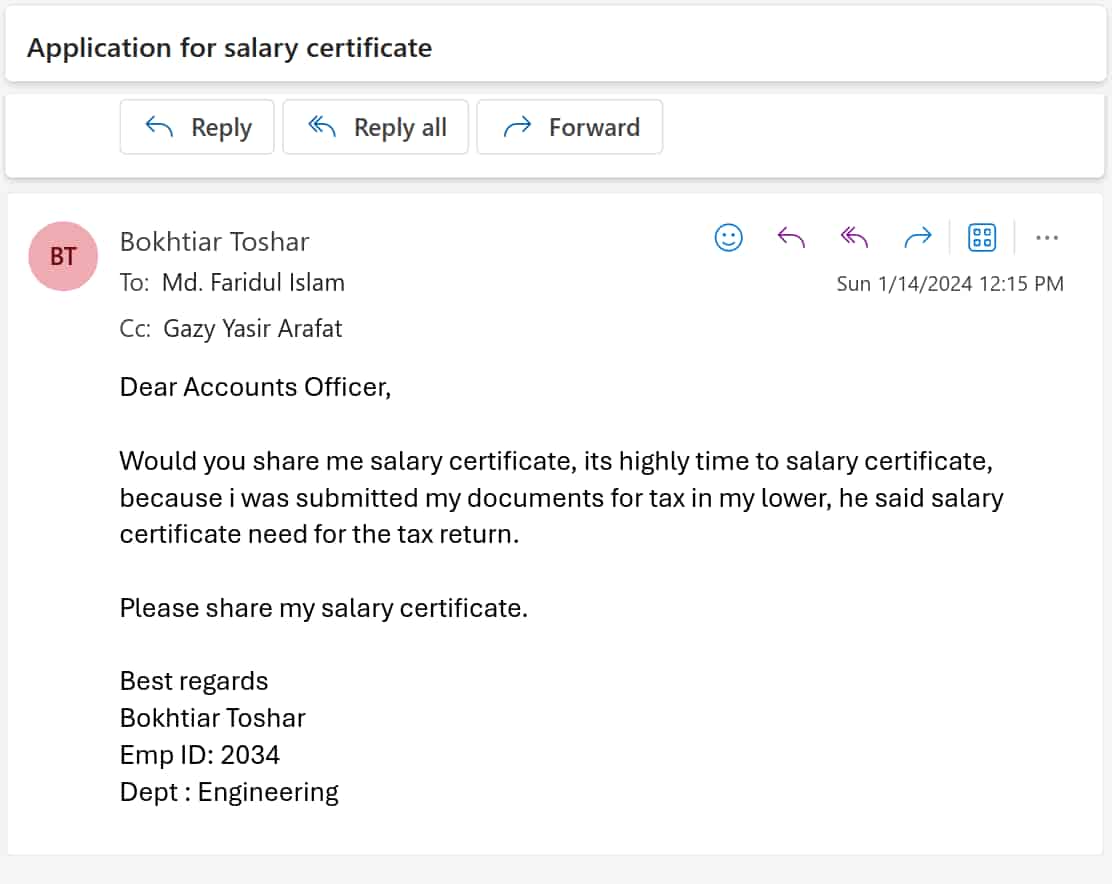 Application for salary certificate
Reply
Reply all
Forward
BT
Bokhtiar Toshar
To: Md. Faridul Islam
Sun 1/14/2024 12:15 PM
Cc: Gazy Yasir Arafat
Dear Accounts Officer,
Would you share me salary certificate, its highly time to salary certificate,
because i was submitted my documents for tax in my lower, he said salary
certificate need for the tax return.
Please share my salary certificate.
Best regards
Bokhtiar Toshar
Emp ID: 2034
Dept : Engineering